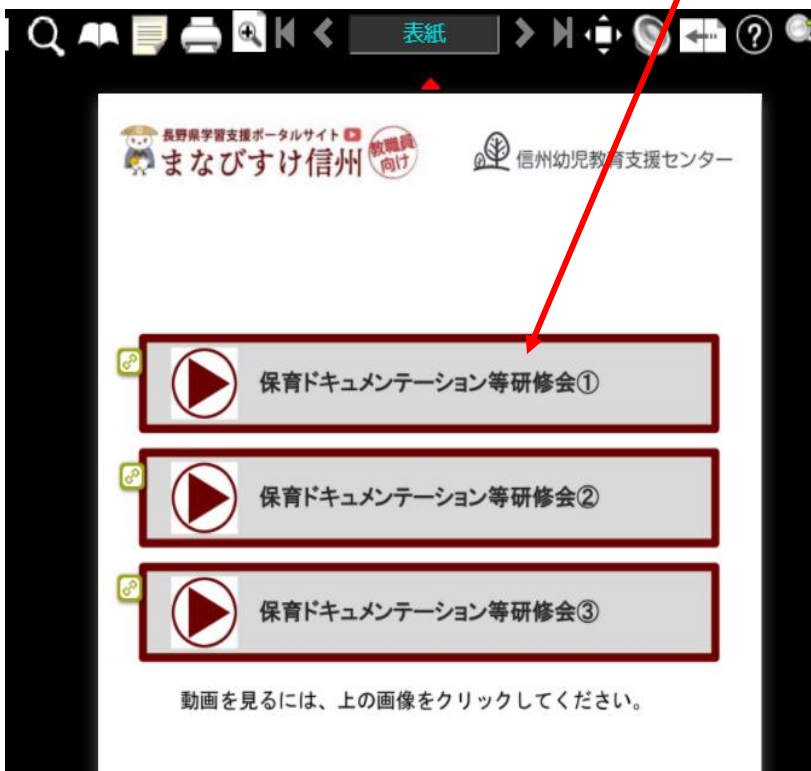 表紙
長野県学習支援ポータルサイト
まなびすけ信州
教職員
向け
信州幼児教育支援センター
保育ドキュメンテーション等研修会①
保育ドキュメンテーション等研修会②
保育ドキュメンテーション等研修会③
動画を見るには、上の画像をクリックしてください。